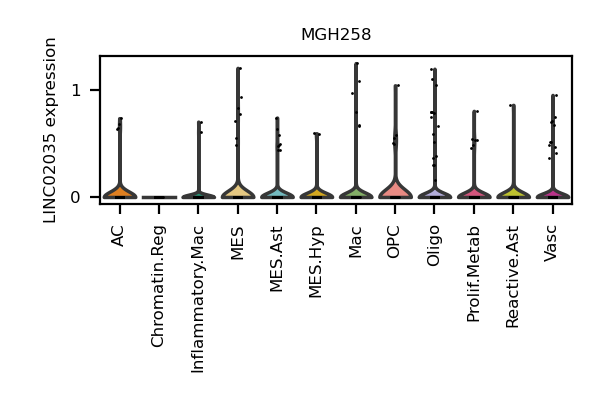 MGH258
LINC02035 expression
1
0
AC
Chromatin.Reg
Inflammatory.Mac
MES
MES.Ast
MES.Hyp
Mac
OPC
Oligo
Prolif.Metab
Reactive.Ast
Vasc